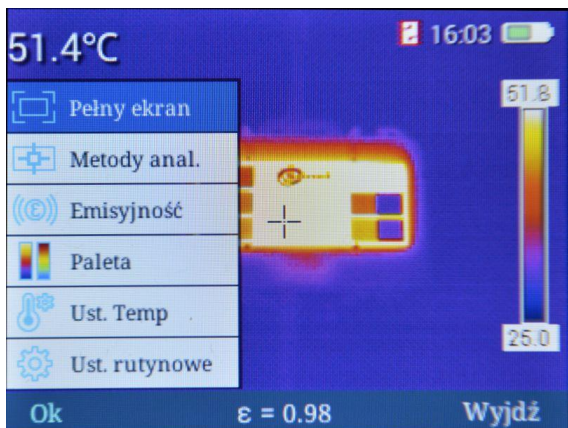 51.4°C
16:03
51.8
Pełny ekran
Metody anal.
((ε)) Emisyjność
Paleta
Ust. Temp
25.0
Ust. rutynowe
Ok
ε = 0.98
Wyjdź